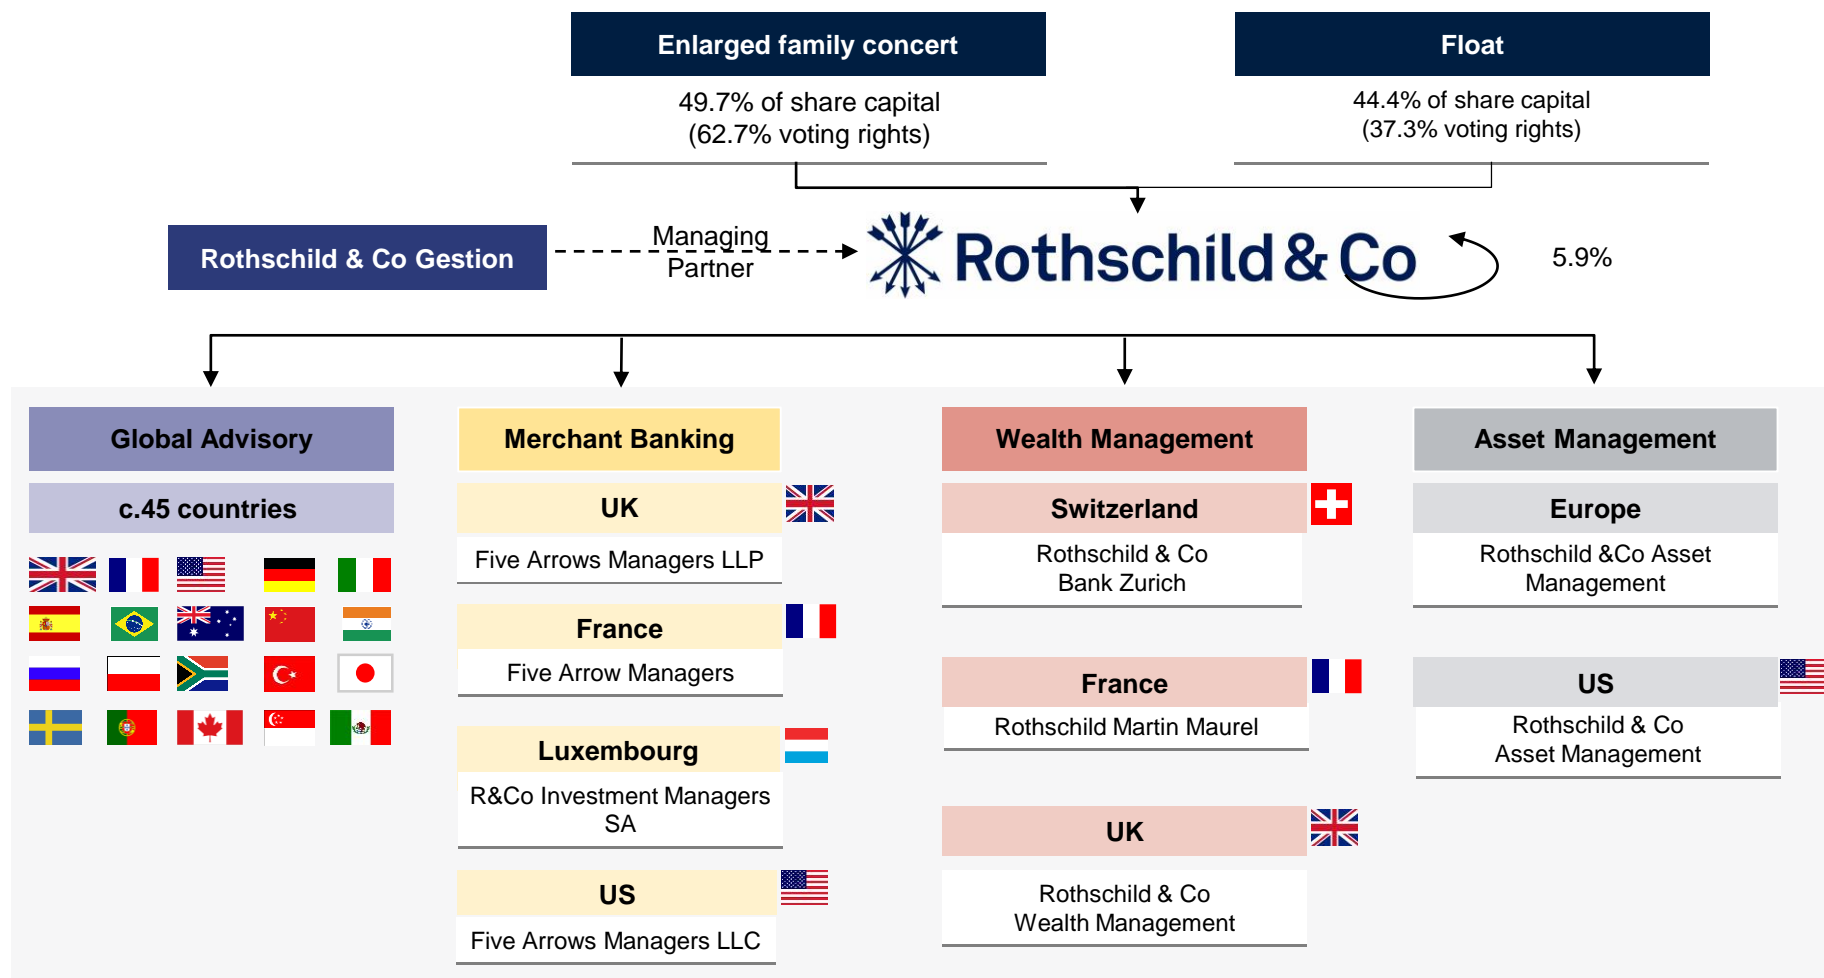 Enlarged family concert
Float
49.7% of share capital
(62.7% voting rights)
44.4% of share capital
(37.3% voting rights)
Rothschild & Co Gestion
Managing
Partner
Rothschild & Co
5.9%
Global Advisory
c.45 countries
Merchant Banking
UK
Five Arrows Managers LLP
France
Five Arrow Managers
Luxembourg
R&Co Investment Managers
SA
US
Five Arrows Managers LLC
Wealth Management
Switzerland
Rothschild & Co
Bank Zurich
France
Rothschild Martin Maurel
UK
Rothschild & Co
Wealth Management
Asset Management
Europe
Rothschild &Co Asset
Management
US
Rothschild & Co
Asset Management